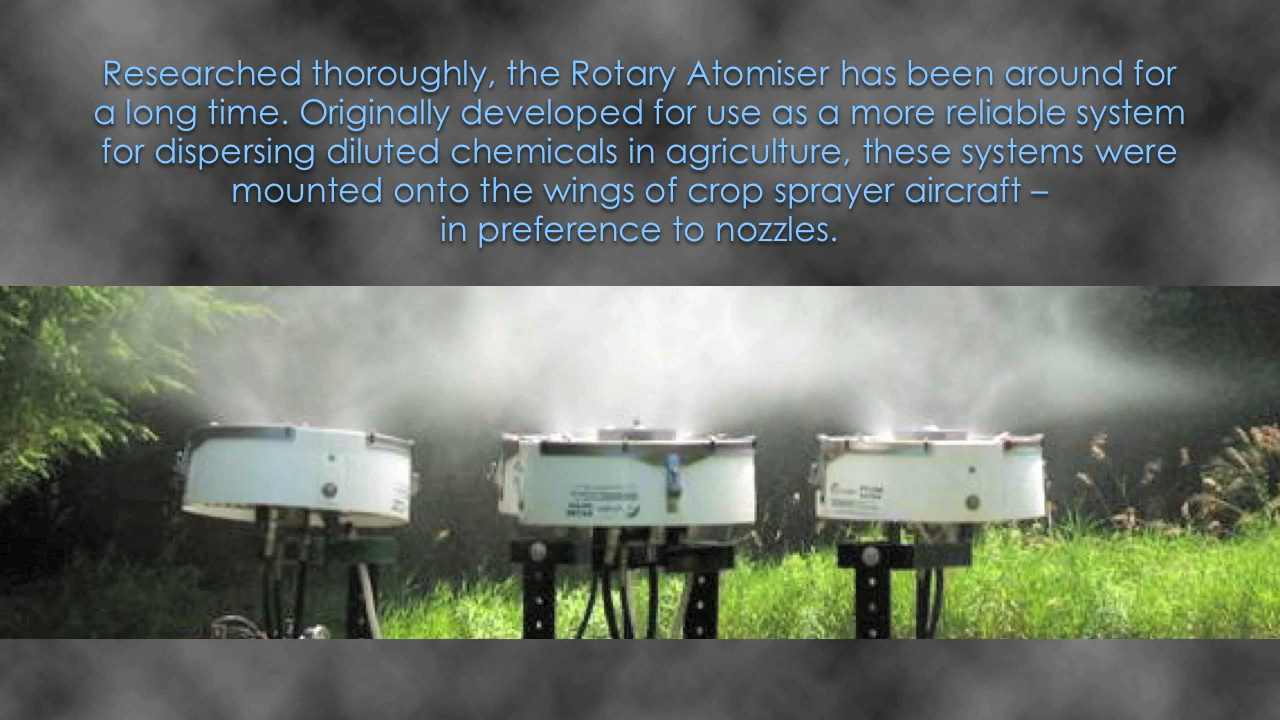 Researched thoroughly, the Rotary Atomiser has been around for
a long time. Originally developed for use as a more reliable system
for dispersing diluted chemicals in agriculture, these systems were
mounted onto the wings of crop sprayer aircraft –
in preference to nozzles.